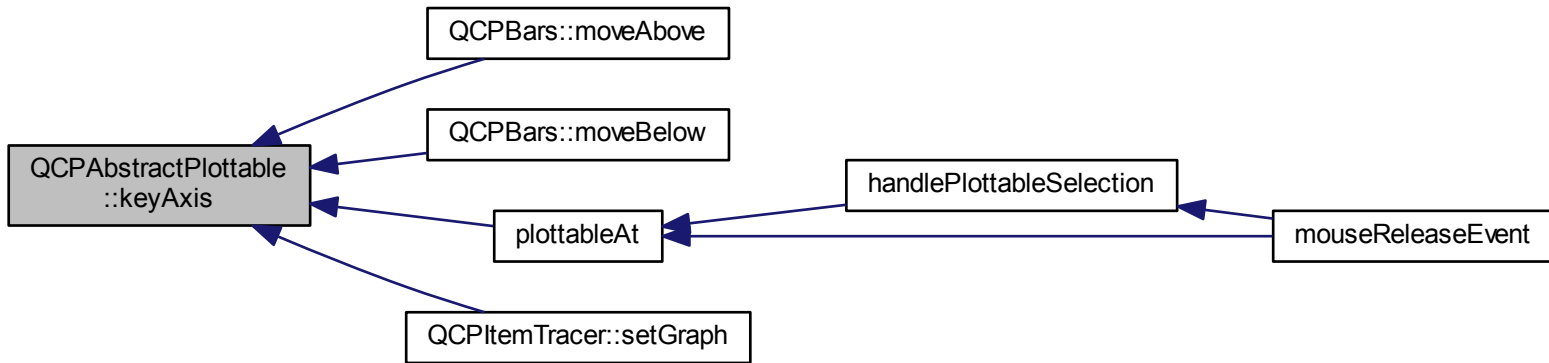 QCPBars::moveAbove
QCPBars::moveBelow
QCPAbstractPlottable
::keyAxis
handlePlottableSelection
plottableAt
mouseReleaseEvent
QCPItemTracer::setGraph